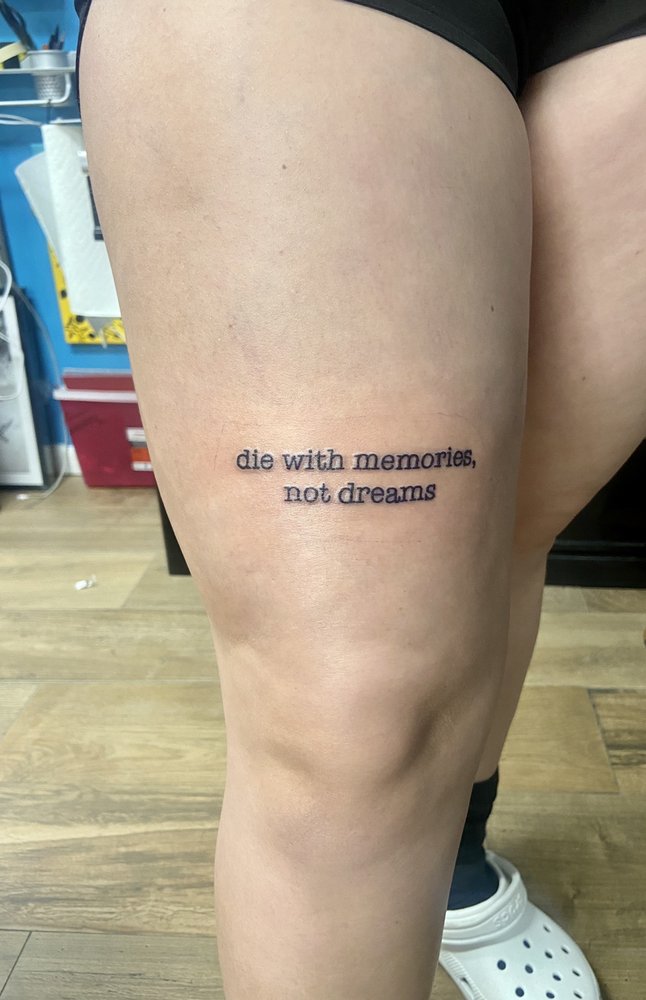 die with memories,
not dreams